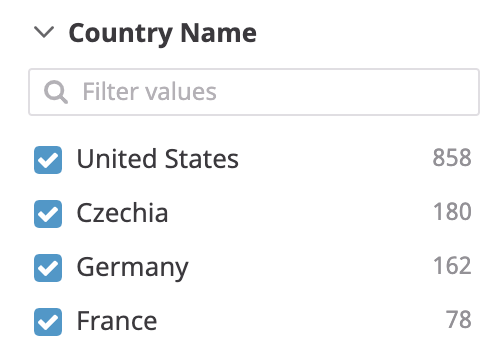 Country Name
Filter values
United States 858
Czechia 180
Germany 162
France 78